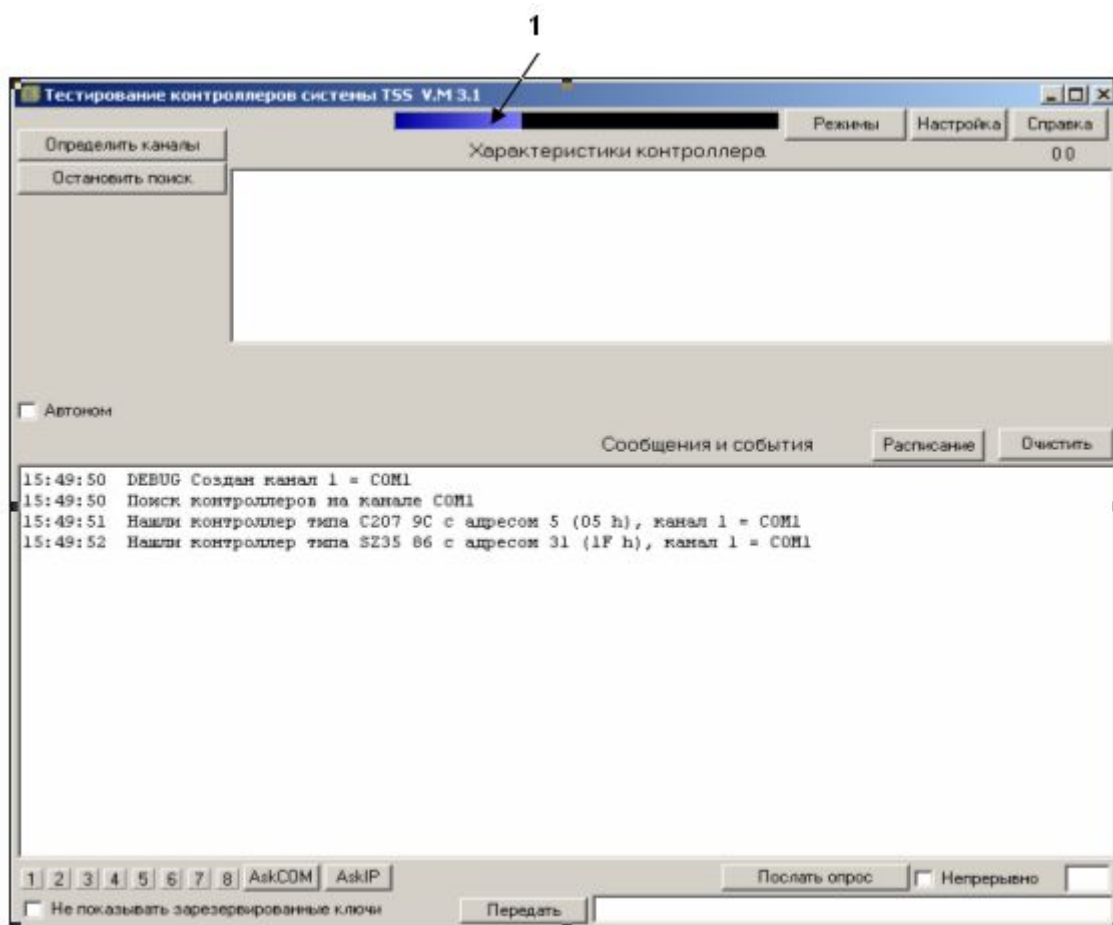 1
Тестирование контроллеров системы TSS V.M 3.1
Режимы Настройка Справка
Определить каналы
Характеристики контроллера
0 0
Остановить поиск
Автоном
Сообщения и события
Расписание
Очистить
15:49:50 DEBUG Создан канал 1 = COM1
15:49:50 Поиск контроллеров на канале COM1
15:49:51 Нашли контроллер типа C207 9C с адресом 5 (05 h), канал 1 = COM1
15:49:52 Нашли контроллер типа SZ35 86 с адресом 31 (1F h), канал 1 = COM1
1 2 3 4 5 6 7 8 AskCOM AskIP
Послать опрос
Непрерывно
Не показывать зарезервированные ключи
Передать